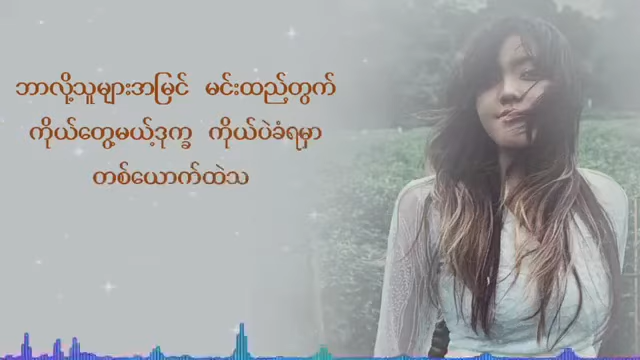 ဘာလို့သူများအမြင် မင်းထည့်တွက်
ကိုယ်တွေ့မယ့်ဒုက္ခ ကိုယ်ပဲခံရမှာ
တစ်ယောက်ထဲသ